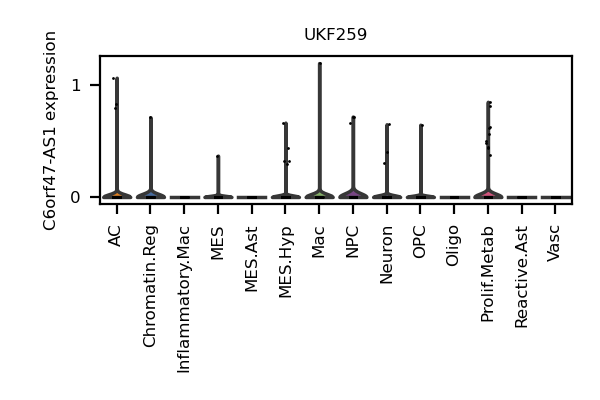 UKF259
C6orf47-AS1 expression
1
0
AC
Chromatin.Reg
Inflammatory.Mac
MES
MES.Ast
MES.Hyp
Mac
NPC
Neuron
OPC
Oligo
Prolif.Metab
Reactive.Ast
Vasc